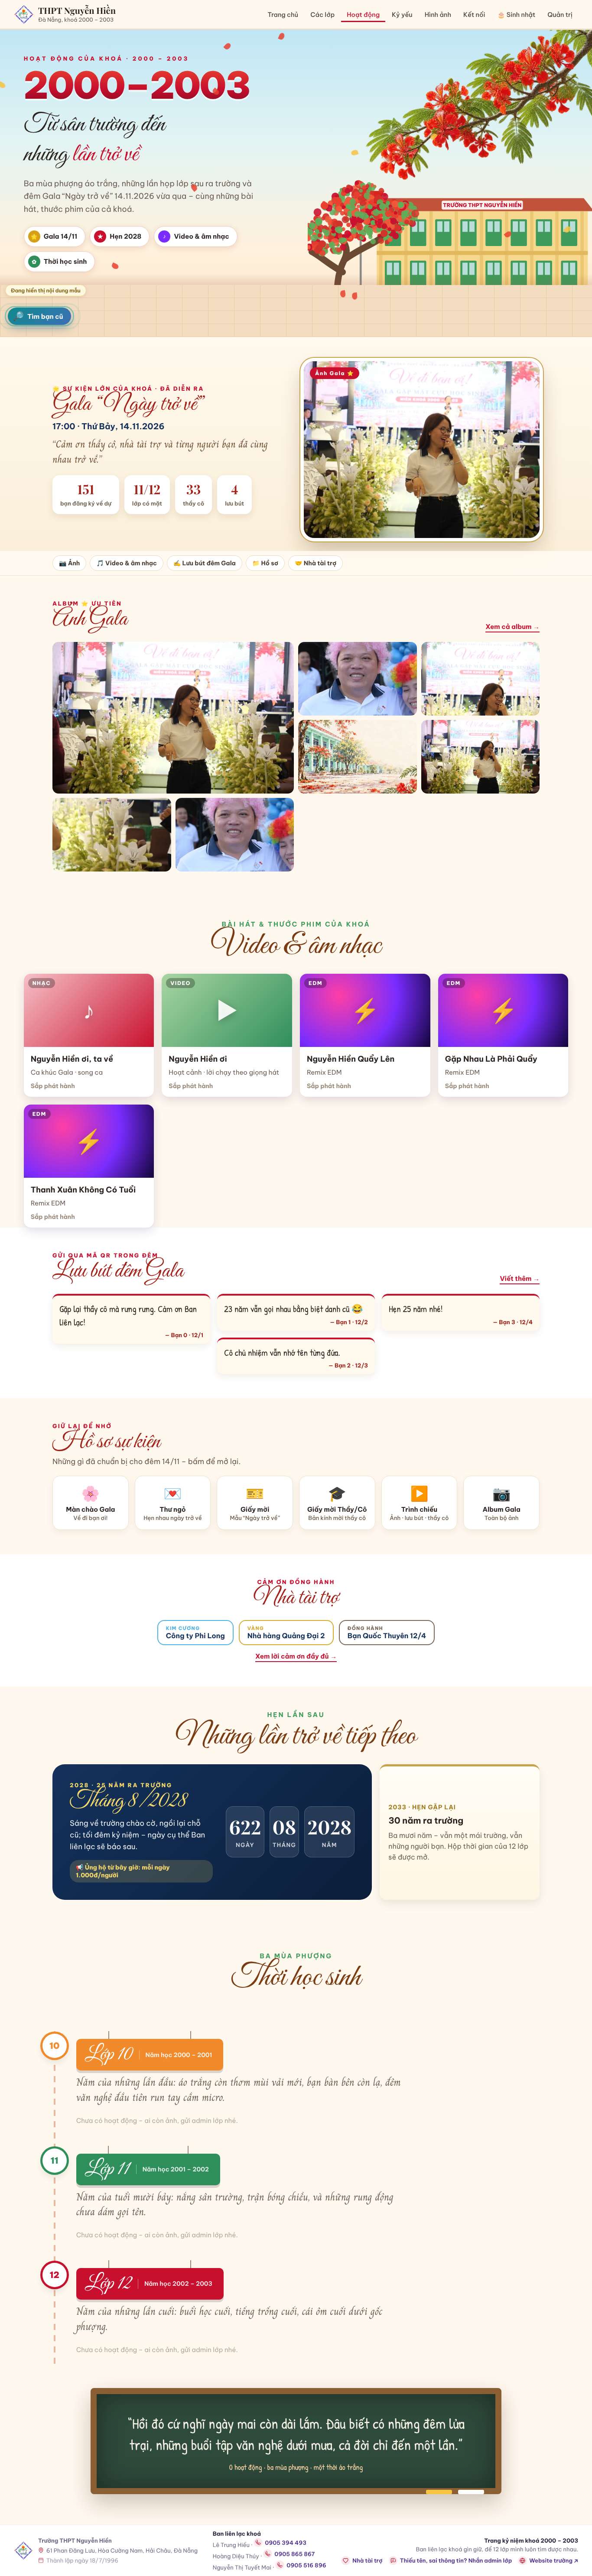 THPT Nguyễn Hiền
Đà Nẵng, khoá 2000 – 2003
Trang chủ
Các lớp
Hoạt động
Kỷ yếu
Hình ảnh
Kết nối
Sinh nhật
Quản trị
HOẠT ĐỘNG CỦA KHOÁ · 2000 – 2003
2000–2003
Từ sân trường đến
những lần trở về
Ba mùa phượng áo trắng, những lần họp lớp sau ra trường và
đêm Gala “Ngày trở về” 14.11.2026 vừa qua – cùng những bài
hát, thước phim của cả khoá.
Gala 14/11
Hẹn 2028
Video & âm nhạc
Thời học sinh
TRƯỜNG THPT NGUYỄN HIỀN
Đang hiển thị nội dung mẫu
Tìm bạn cũ
SỰ KIỆN LỚN CỦA KHOÁ · ĐÃ DIỄN RA
Gala “Ngày trở về”
17:00 · Thứ Bảy, 14.11.2026
“Cảm ơn thầy cô, nhà tài trợ và từng người bạn đã cùng
nhau trở về.”
151
bạn đăng ký về dự
11/12
lớp có mặt
33
thầy cô
4
lưu bút
Ảnh Gala
Về đi bạn ơi!
Ảnh
Video & âm nhạc
Lưu bút đêm Gala
Hồ sơ
Nhà tài trợ
ALBUM ƯU TIÊN
Ảnh Gala
Xem cả album →
BÀI HÁT & THƯỚC PHIM CỦA KHOÁ
Video & âm nhạc
NHẠC
Nguyễn Hiền ơi, ta về
Ca khúc Gala · song ca
Sắp phát hành
VIDEO
Nguyễn Hiền ơi
Hoạt cảnh · lời chạy theo giọng hát
Sắp phát hành
EDM
Nguyễn Hiền Quẩy Lên
Remix EDM
Sắp phát hành
EDM
Gặp Nhau Là Phải Quẩy
Remix EDM
Sắp phát hành
EDM
Thanh Xuân Không Có Tuổi
Remix EDM
Sắp phát hành
GỬI QUA MÃ QR TRONG ĐÊM
Lưu bút đêm Gala
Viết thêm →
Gặp lại thầy cô mà rưng rưng. Cảm ơn Ban
liên lạc!
— Bạn 0 · 12/1
23 năm vẫn gọi nhau bằng biệt danh cũ
— Bạn 1 · 12/2
Cô chủ nhiệm vẫn nhớ tên từng đứa.
— Bạn 2 · 12/3
Hẹn 25 năm nhé!
— Bạn 3 · 12/4
GIỮ LẠI ĐỂ NHỚ
Hồ sơ sự kiện
Những gì đã chuẩn bị cho đêm 14/11 – bấm để mở lại.
Màn chào Gala
Về đi bạn ơi!
Thư ngỏ
Hẹn nhau ngày trở về
Giấy mời
Mẫu “Ngày trở về”
Giấy mời Thầy/Cô
Bản kính mời thầy cô
Trình chiếu
Ảnh · lưu bút · thầy cô
Album Gala
Toàn bộ ảnh
CẢM ƠN ĐỒNG HÀNH
Nhà tài trợ
KIM CƯƠNG
Công ty Phi Long
VÀNG
Nhà hàng Quảng Đại 2
ĐỒNG HÀNH
Bạn Quốc Thuyên 12/4
Xem lời cảm ơn đầy đủ →
HẸN LẦN SAU
Những lần trở về tiếp theo
2028 · 25 NĂM RA TRƯỜNG
Tháng 8/2028
Sáng về trường chào cờ, ngồi lại chỗ
cũ; tối đêm kỷ niệm – ngày cụ thể Ban
liên lạc sẽ báo sau.
Ủng hộ từ bây giờ: mỗi ngày
1.000đ/người
622
NGÀY
08
THÁNG
2028
NĂM
2033 · HẸN GẶP LẠI
30 năm ra trường
Ba mươi năm – vẫn một mái trường, vẫn
những người bạn. Hộp thời gian của 12 lớp
sẽ được mở.
BA MÙA PHƯỢNG
Thời học sinh
10
Lớp 10
Năm học 2000 – 2001
Năm của những lần đầu: áo trắng còn thơm mùi vải mới, bạn bàn bên còn lạ, đêm
văn nghệ đầu tiên run tay cầm micro.
Chưa có hoạt động – ai còn ảnh, gửi admin lớp nhé.
11
Lớp 11
Năm học 2001 – 2002
Năm của tuổi mười bảy: nắng sân trường, trận bóng chiều, và những rung động
chưa dám gọi tên.
Chưa có hoạt động – ai còn ảnh, gửi admin lớp nhé.
12
Lớp 12
Năm học 2002 – 2003
Năm của những lần cuối: buổi học cuối, tiếng trống cuối, cái ôm cuối dưới gốc
phượng.
Chưa có hoạt động – ai còn ảnh, gửi admin lớp nhé.
“Hồi đó cứ nghĩ ngày mai còn dài lắm. Đâu biết có những đêm lửa
trại, những buổi tập văn nghệ dưới mưa, cả đời chỉ đến một lần.”
0 hoạt động · ba mùa phượng · một thời áo trắng
Trường THPT Nguyễn Hiền
61 Phan Đăng Lưu, Hòa Cường Nam, Hải Châu, Đà Nẵng
Thành lập ngày 18/7/1996
Ban liên lạc khoá
Lê Trung Hiếu · 0905 394 493
Hoàng Diệu Thúy · 0905 865 867
Nguyễn Thị Tuyết Mai · 0905 516 896
Trang kỷ niệm khoá 2000 – 2003
Ban liên lạc khoá gìn giữ, để 12 lớp mình luôn tìm được nhau.
Nhà tài trợ
Thiếu tên, sai thông tin? Nhắn admin lớp
Website trường ↗